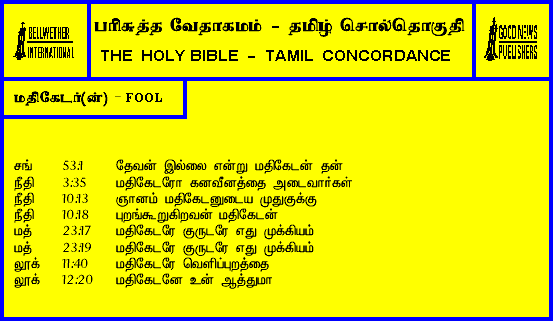 BELLWETHER
INTERNATIONAL
பரிசுத்த வேதாகமம் - தமிழ் சொல்தொகுதி
THE HOLY BIBLE - TAMIL CONCORDANCE
GOOD NEWS
PUBLISHERS
மதிகேடர்(ன்) - FOOL
சங் 53:1 தேவன் இல்லை என்று மதிகேடன் தன்
நீதி 3:35 மதிகேடரோ கனவீனத்தை அடைவார்கள்
நீதி 10:13 ஞானம் மதிகேடனுடைய முதுகுக்கு
நீதி 10:18 புறங்கூறுகிறவன் மதிகேடன்
மத் 23:17 மதிகேடரே குருடரே எது முக்கியம்
மத் 23:19 மதிகேடரே குருடரே எது முக்கியம்
லூக் 11:40 மதிகேடரே வெளிப்புறத்தை
லூக் 12:20 மதிகேடனே உன் ஆத்துமா